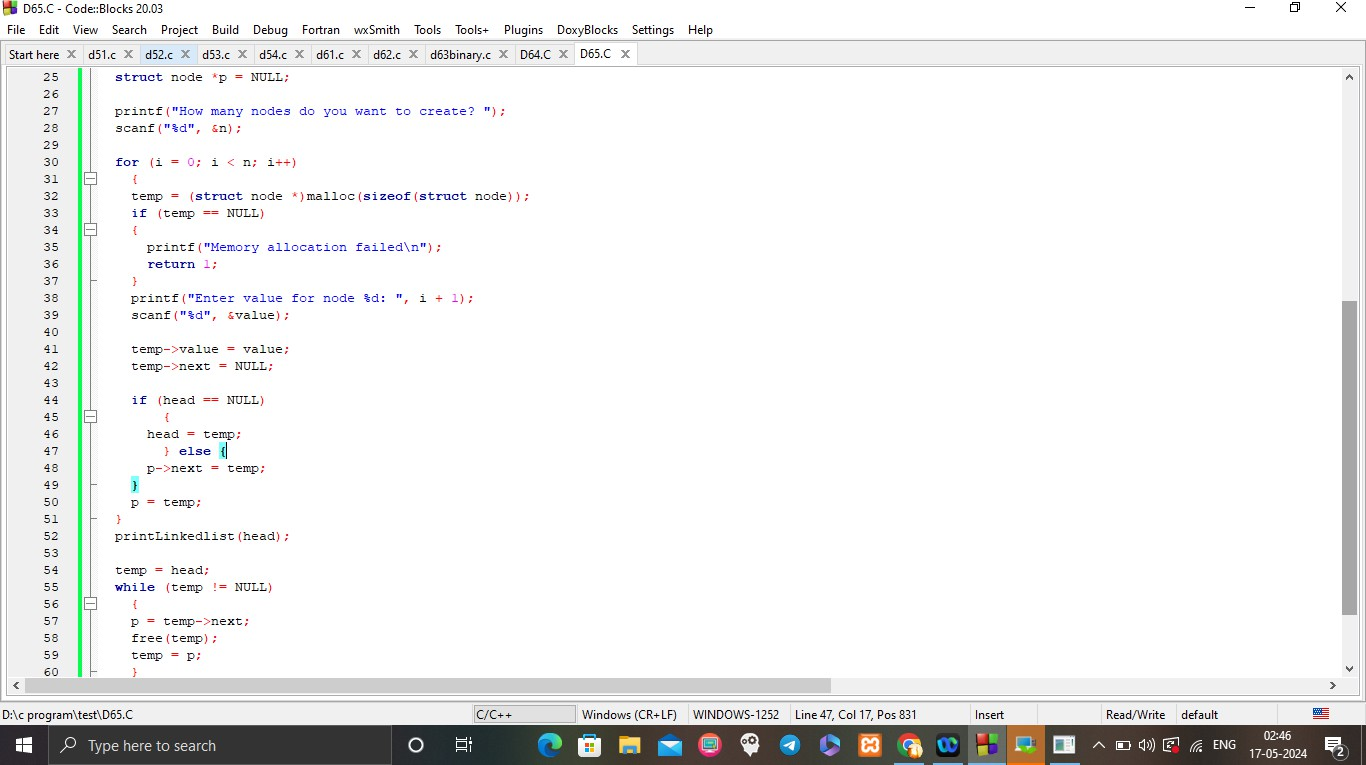 D65.C - Code::Blocks 20.03
File Edit View Search Project Build Debug Fortran wxSmith Tools Tools+ Plugins DoxyBlocks Settings Help
Start here d51.c d52.c d53.c d54.c d61.c d62.c d63binary.c D64.C D65.C
25 struct node *p = NULL;
26
27 printf("How many nodes do you want to create? ");
28 scanf("%d", &n);
29
30 for (i = 0; i < n; i++)
31 {
32 temp = (struct node *)malloc(sizeof(struct node));
33 if (temp == NULL)
34 {
35 printf("Memory allocation failed\n");
36 return 1;
37 }
38 printf("Enter value for node %d: ", i + 1);
39 scanf("%d", &value);
40
41 temp->value = value;
42 temp->next = NULL;
43
44 if (head == NULL)
45 {
46 head = temp;
47 } else {
48 p->next = temp;
49 }
50 p = temp;
51 }
52 printLinkedlist(head);
53
54 temp = head;
55 while (temp != NULL)
56 {
57 p = temp->next;
58 free(temp);
59 temp = p;
60 }
D:\c program\test\D65.C C/C++ Windows (CR+LF) WINDOWS-1252 Line 47, Col 17, Pos 831 Insert Read/Write default
Type here to search ENG 02:46
17-05-2024 2